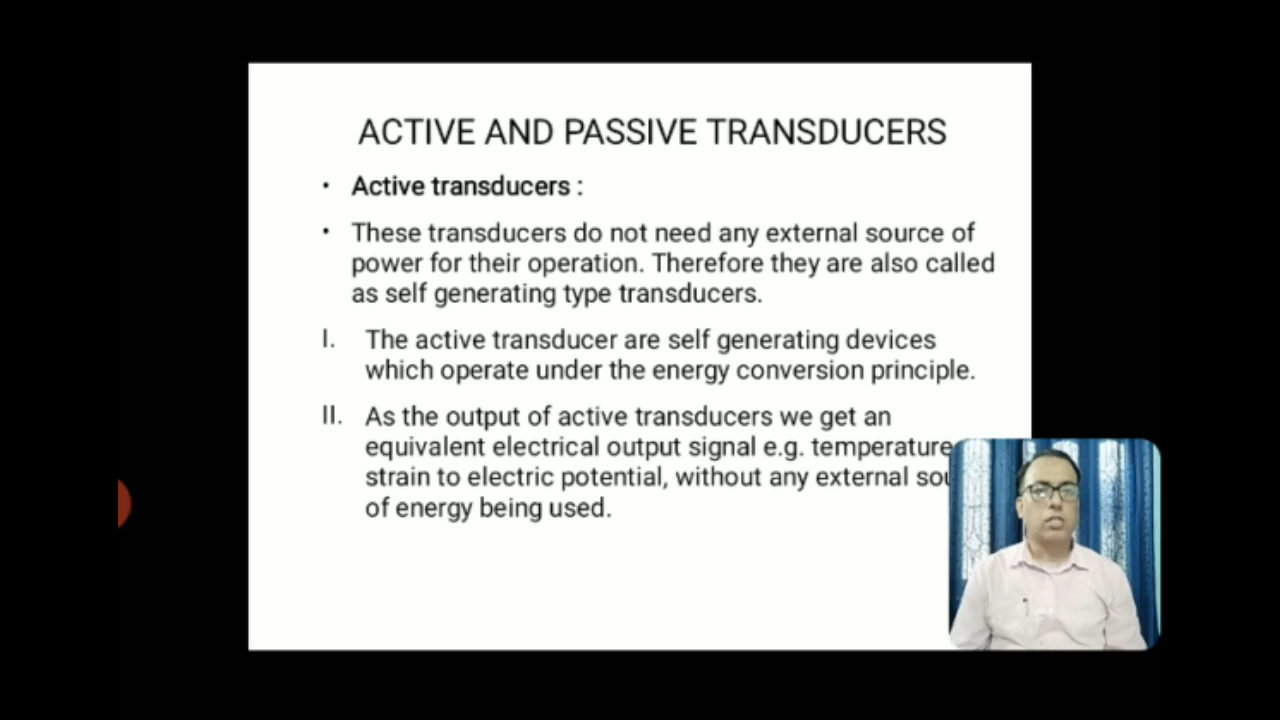 ACTIVE AND PASSIVE TRANSDUCERS
• Active transducers :
• These transducers do not need any external source of
power for their operation. Therefore they are also called
as self generating type transducers.
I. The active transducer are self generating devices
which operate under the energy conversion principle.
II. As the output of active transducers we get an
equivalent electrical output signal e.g. temperature
strain to electric potential, without any external
of energy being used.